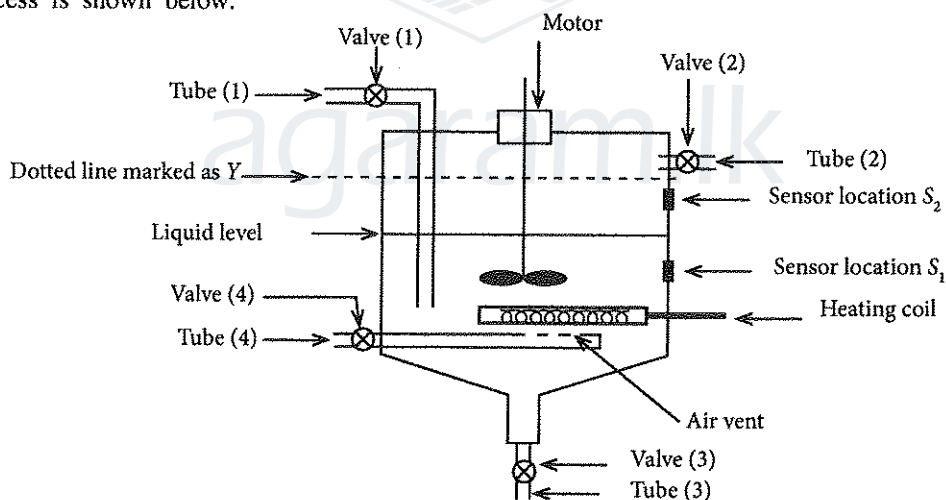 cess is shown below.
Motor
Valve (1)
Valve (2)
Tube (1)
Tube (2)
agaram.lk
Dotted line marked as Y
Sensor location S₂
Liquid level
Sensor location S₁
Valve (4)
Heating coil
Tube (4)
Air vent
Valve (3)
Tube (3)